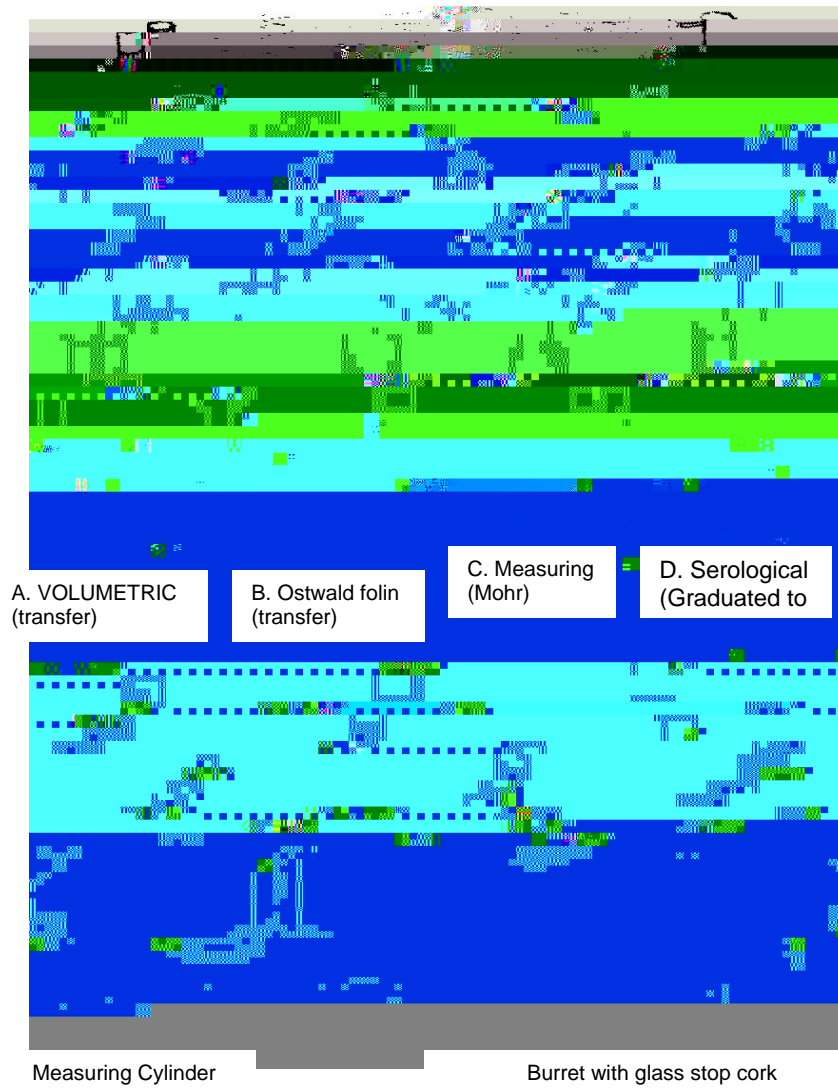 A. VOLUMETRIC
(transfer)
B. Ostwald folin
(transfer)
C. Measuring
(Mohr)
D. Serological
(Graduated to
Measuring Cylinder
Burret with glass stop cork